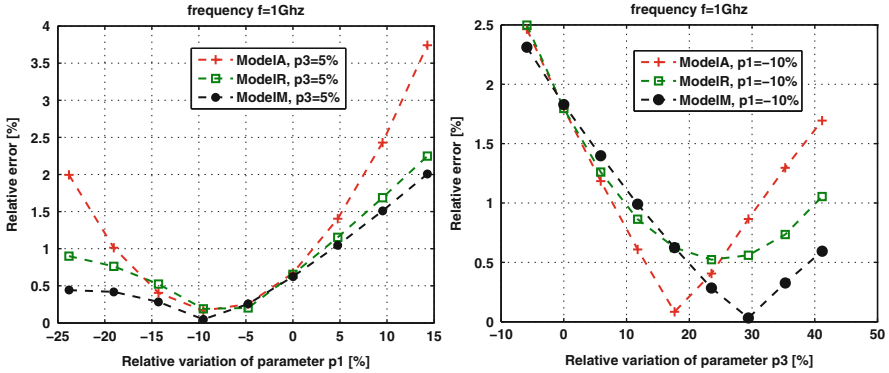 frequency f=1Ghz
4
3.5
3
2.5
2
1.5
1
0.5
0
Relative error [%]
ModelA, p3=5%
ModelR, p3=5%
ModelM, p3=5%
−25 −20 −15 −10 −5 0 5 10 15
Relative variation of parameter p1 [%]
frequency f=1Ghz
2.5
2
1.5
1
0.5
0
Relative error [%]
ModelA, p1=−10%
ModelR, p1=−10%
ModelM, p1=−10%
−10 0 10 20 30 40 50
Relative variation of parameter p3 [%]